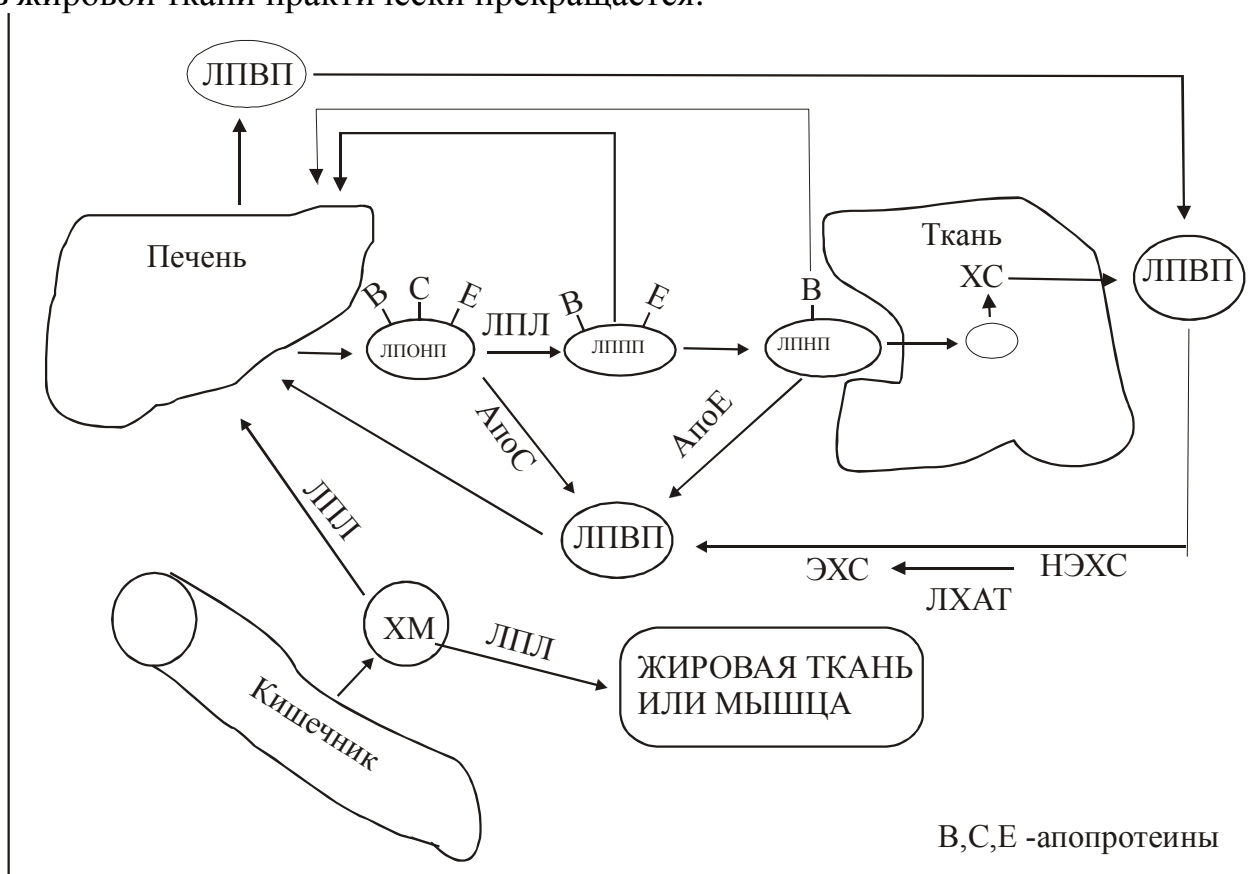 в жировой ткани практически прекращается.
ЛПВП
Печень
Ткань
ХС
ЛПВП
В
С
Е
ЛПОНП
ЛПЛ
В
Е
ЛППП
В
ЛПНП
АпоС
АпоЕ
ЛПВП
ЭХС
НЭХС
ЛХАТ
ЛПЛ
ХМ
ЛПЛ
ЖИРОВАЯ ТКАНЬ
ИЛИ МЫШЦА
Кишечник
В,С,Е -апопротеины